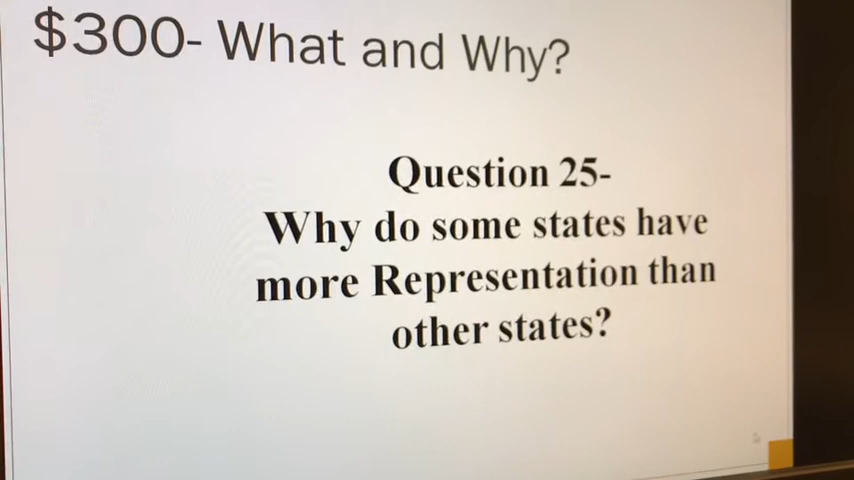 $300- What and Why?
Question 25-
Why do some states have
more Representation than
other states?